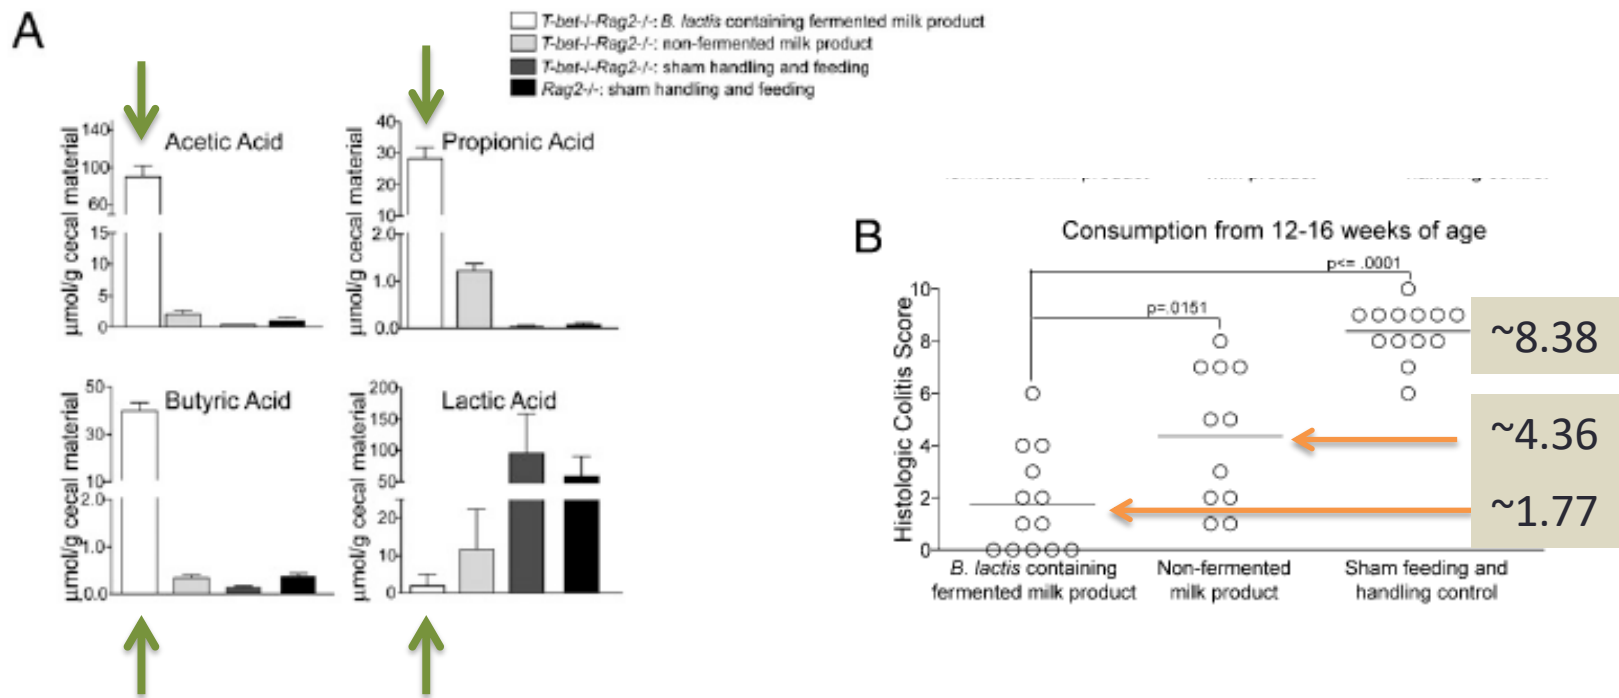 A
T-bet-/-Rag2-/-: B. lactis containing fermented milk product
T-bet-/-Rag2-/-: non-fermented milk product
T-bet-/-Rag2-/-: sham handling and feeding
Rag2-/-: sham handling and feeding
Acetic Acid
µmol/g cecal material
140
100
60
15
10
5
0
Propionic Acid
µmol/g cecal material
40
30
20
10
2.0
1.0
0.0
Butyric Acid
µmol/g cecal material
50
30
10
2.0
1.0
0.0
Lactic Acid
µmol/g cecal material
200
150
100
50
20
10
0
B
Consumption from 12-16 weeks of age
p<= .0001
p=.0151
Histologic Colitis Score
10
8
6
4
2
0
~8.38
~4.36
~1.77
B. lactis containing
fermented milk product
Non-fermented
milk product
Sham feeding and
handling control